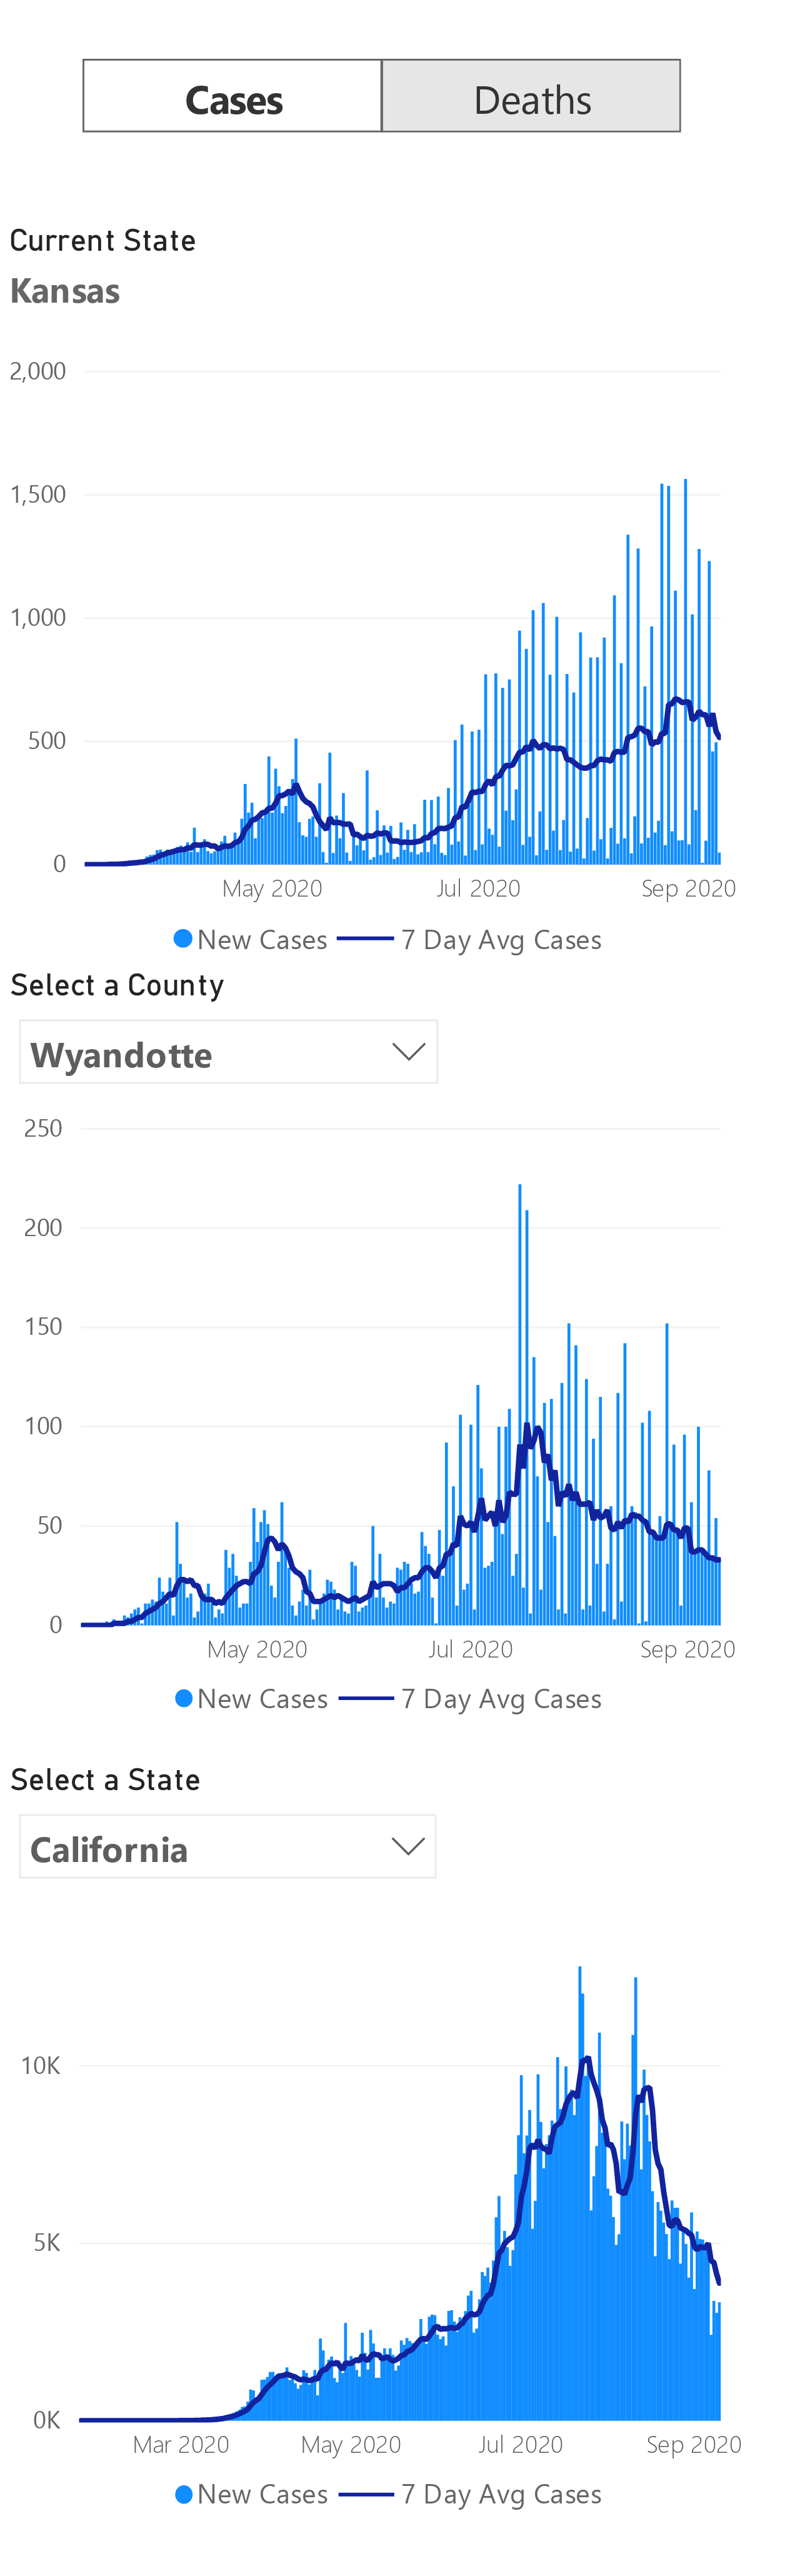 Cases Deaths
Current State
Kansas
2,000
1,500
1,000
500
0
May 2020 Jul 2020 Sep 2020
New Cases 7 Day Avg Cases
Select a County
Wyandotte
250
200
150
100
50
0
May 2020 Jul 2020 Sep 2020
New Cases 7 Day Avg Cases
Select a State
California
10K
5K
0K
Mar 2020 May 2020 Jul 2020 Sep 2020
New Cases 7 Day Avg Cases